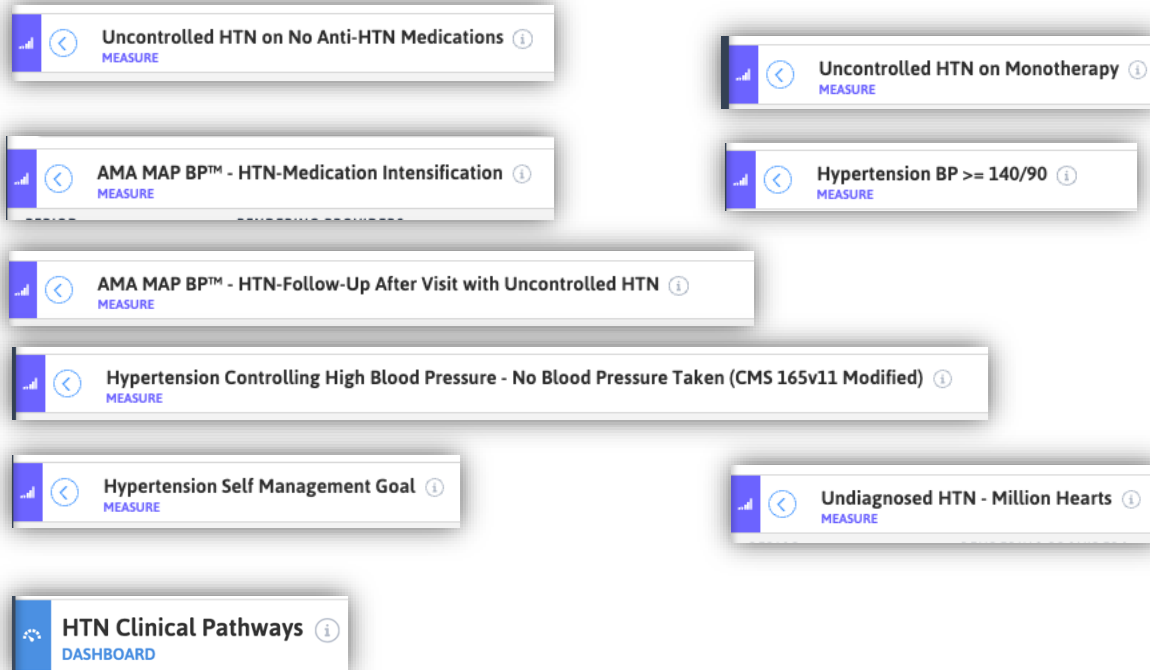 Uncontrolled HTN on No Anti-HTN Medications
MEASURE
Uncontrolled HTN on Monotherapy
MEASURE
AMA MAP BP™ - HTN-Medication Intensification
MEASURE
Hypertension BP >= 140/90
MEASURE
AMA MAP BP™ - HTN-Follow-Up After Visit with Uncontrolled HTN
MEASURE
Hypertension Controlling High Blood Pressure - No Blood Pressure Taken (CMS 165v11 Modified)
MEASURE
Hypertension Self Management Goal
MEASURE
Undiagnosed HTN - Million Hearts
MEASURE
HTN Clinical Pathways
DASHBOARD